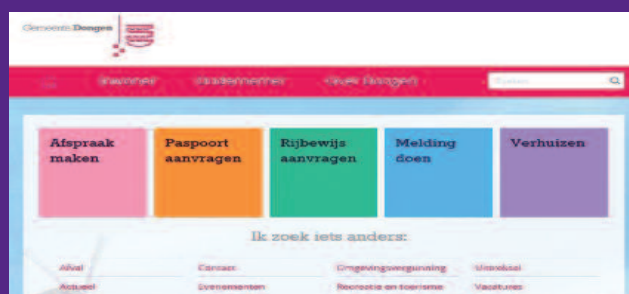 Gemeente Dongen
Inwoner Ondernemer Over Dongen Zoeken
Afspraak maken
Paspoort aanvragen
Rijbewijs aanvragen
Melding doen
Verhuizen
Ik zoek iets anders:
Afval Contact Omgevingsvergunning Uittreksel
Actueel Evenementen Recreatie en toerisme Vacatures